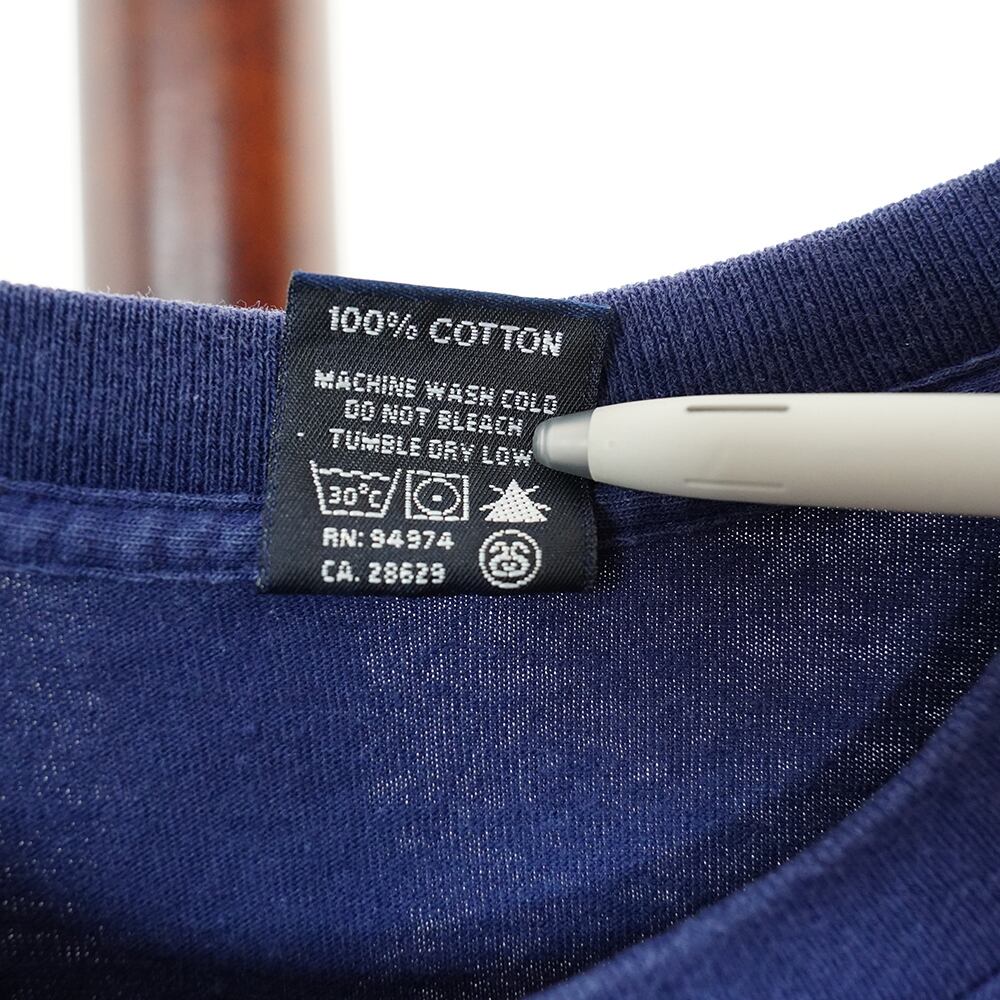 100% COTTON
MACHINE WASH COLD
DO NOT BLEACH
TUMBLE DRY LOW
30°C
RN: 94974
CA. 28629